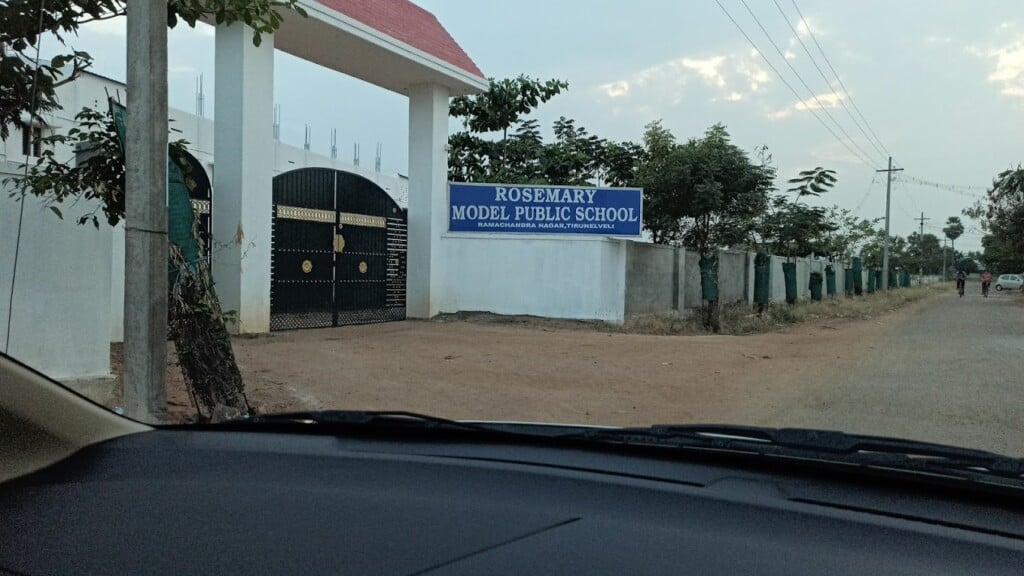 ROSEMARY
MODEL PUBLIC SCHOOL
RAMACHANDRA NAGAR, TIRUNELVELI